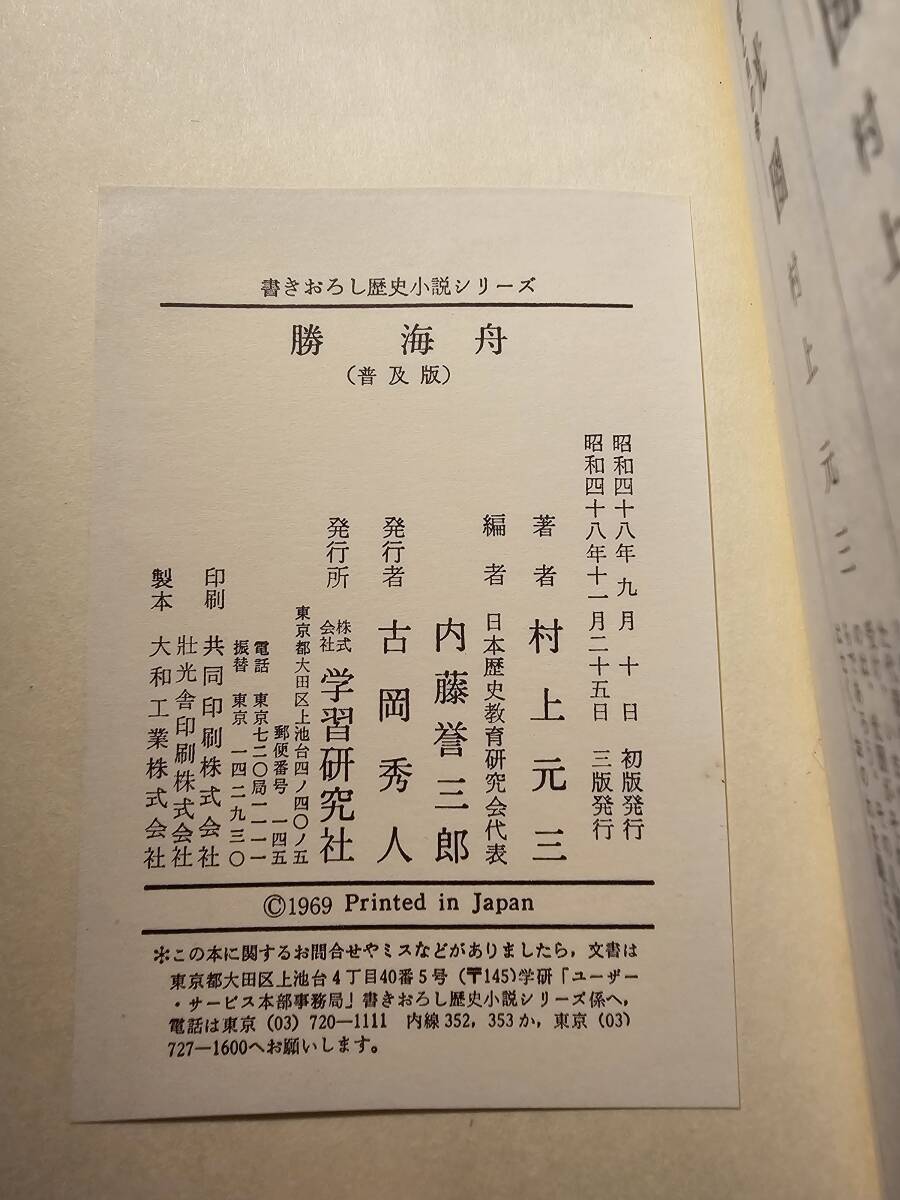 書きおろし歴史小説シリーズ
勝 海 舟
(普及版)
昭和四十八年 九月 十日 初版発行
昭和四十八年十一月二十五日 三版発行
著者 村上元三
編者 日本歴史教育研究会代表
内藤誉三郎
発行者 古岡秀人
発行所 株式会社 学習研究社
東京都大田区上池台四ノ四〇ノ五
郵便番号 一四五
電話 東京七二〇局一一一一
振替 東京 一四二九三〇
印刷 共同印刷株式会社
壯光舎印刷株式会社
製本 大和工業株式会社
©1969 Printed in Japan
*この本に関するお問合せやミスなどがありましたら,文書は
東京都大田区上池台4丁目40番5号(〒145)学研「ユーザー
・サービス本部事務局」書きおろし歴史小説シリーズ係へ,
電話は東京(03)720―1111 内線352,353か,東京(03)
727―1600へお願いします。
村上元三
村上